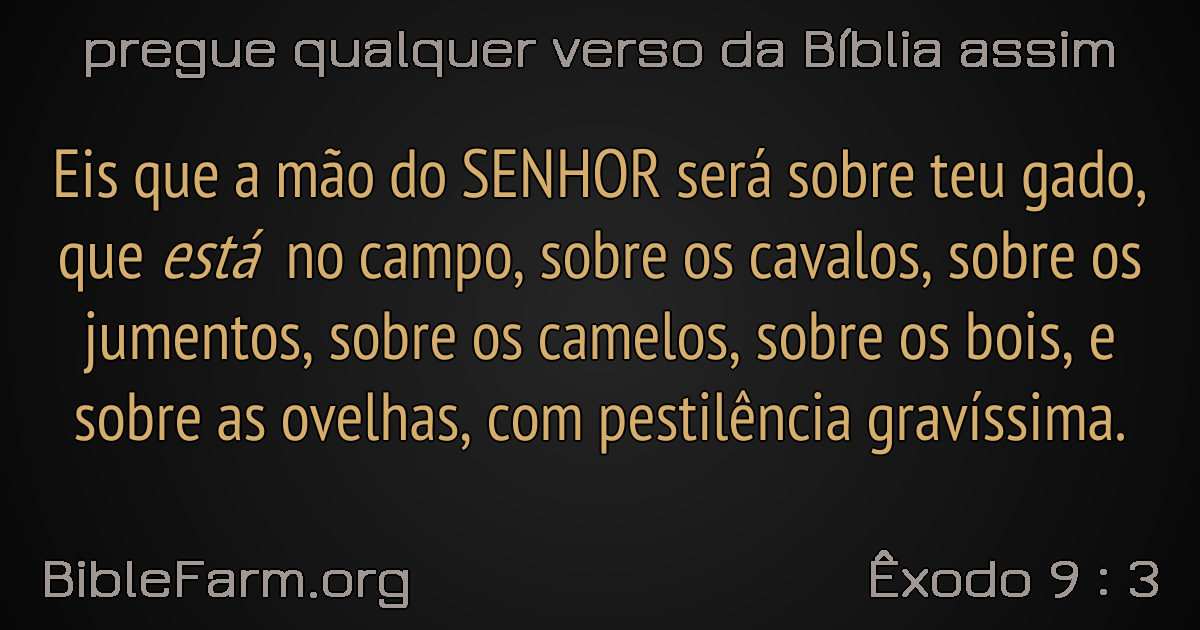 pregue qualquer verso da Bíblia assim
Eis que a mão do SENHOR será sobre teu gado,
que está no campo, sobre os cavalos, sobre os
jumentos, sobre os camelos, sobre os bois, e
sobre as ovelhas, com pestilência gravíssima.
BibleFarm.org
Êxodo 9 : 3